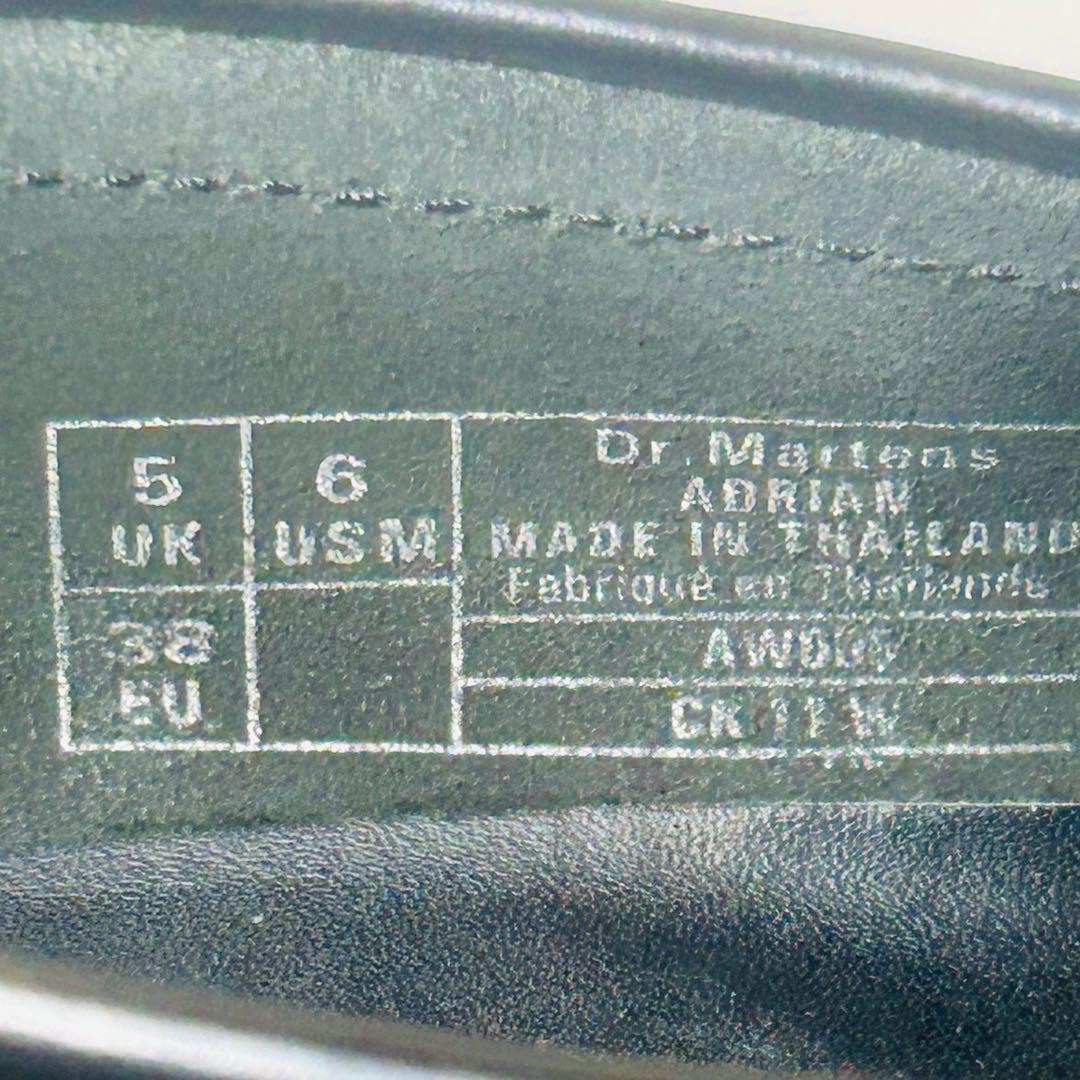 5
UK
6
USM
38
EU
Dr. Martens
ADRIAN
MADE IN THAILAND
Fabriqué en Thaïlande